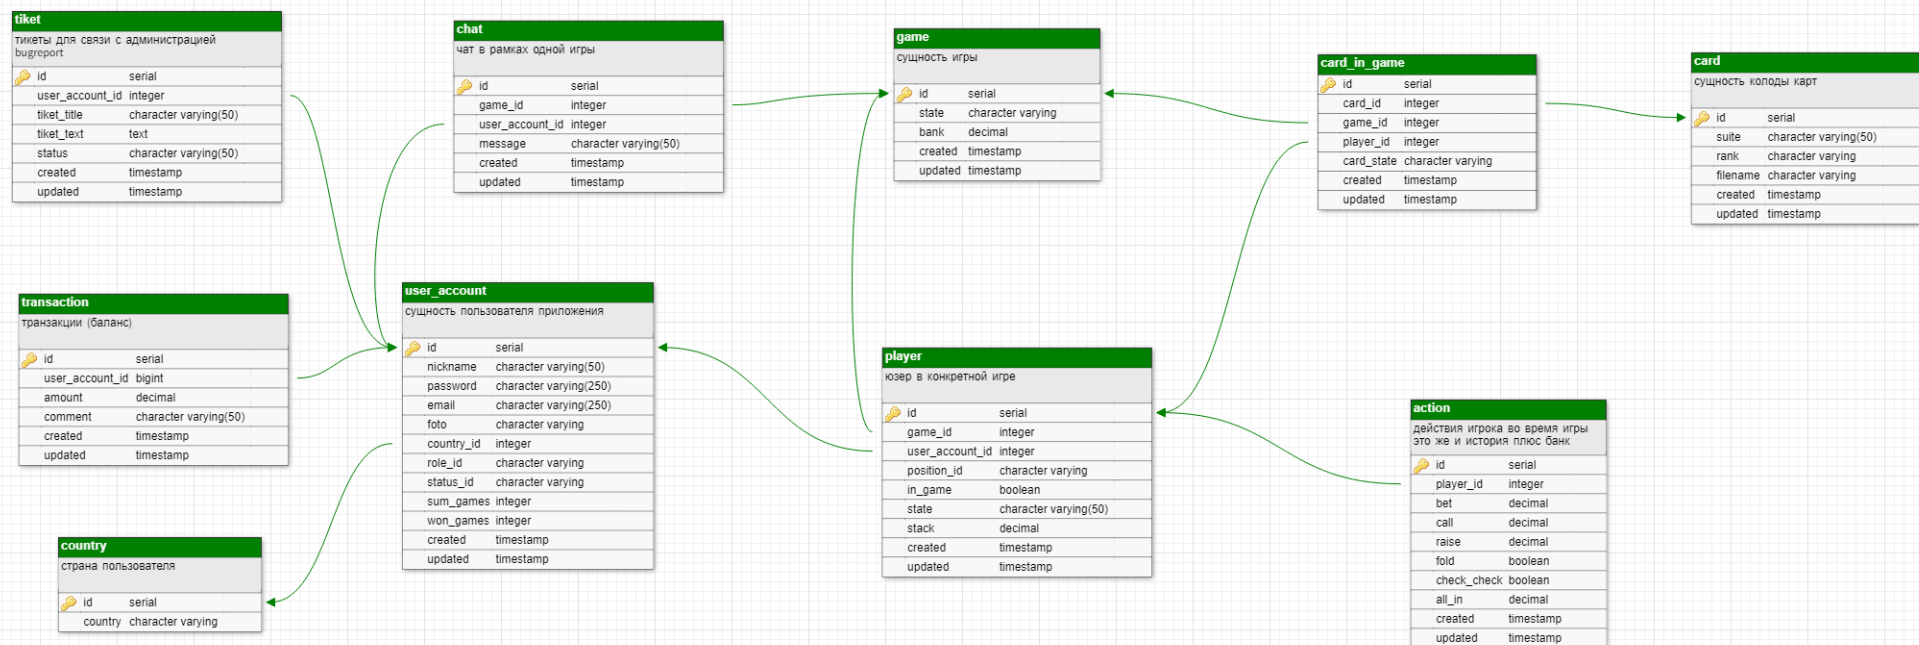 tiket
тикеты для связи с администрацией
bugreport
id serial
user_account_id integer
tiket_title character varying(50)
tiket_text text
status character varying(50)
created timestamp
updated timestamp
chat
чат в рамках одной игры
id serial
game_id integer
user_account_id integer
message character varying(50)
created timestamp
updated timestamp
game
сущность игры
id serial
state character varying
bank decimal
created timestamp
updated timestamp
card_in_game
id serial
card_id integer
game_id integer
player_id integer
card_state character varying
created timestamp
updated timestamp
card
сущность колоды карт
id serial
suite character varying(50)
rank character varying
filename character varying
created timestamp
updated timestamp
transaction
транзакции (баланс)
id serial
user_account_id bigint
amount decimal
comment character varying(50)
created timestamp
updated timestamp
user_account
сущность пользователя приложения
id serial
nickname character varying(50)
password character varying(250)
email character varying(250)
foto character varying
country_id integer
role_id character varying
status_id character varying
sum_games integer
won_games integer
created timestamp
updated timestamp
player
юзер в конкретной игре
id serial
game_id integer
user_account_id integer
position_id character varying
in_game boolean
state character varying(50)
stack decimal
created timestamp
updated timestamp
action
действия игрока во время игры
это же и история плюс банк
id serial
player_id integer
bet decimal
call decimal
raise decimal
fold boolean
check_check boolean
all_in decimal
created timestamp
updated timestamp
country
страна пользователя
id serial
country character varying